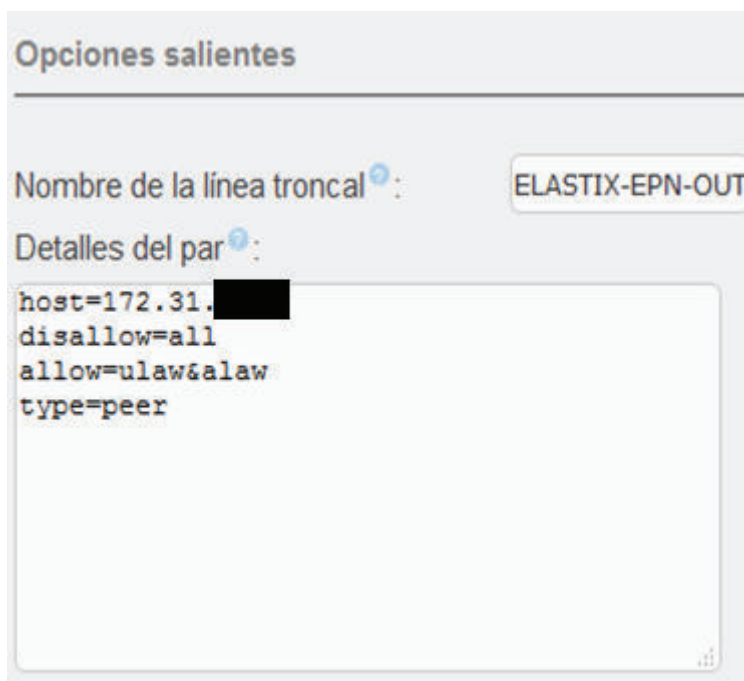 Opciones salientes
Nombre de la línea troncal ? : ELASTIX-EPN-OUT
Detalles del par ? :
host=172.31.
disallow=all
allow=ulaw&alaw
type=peer